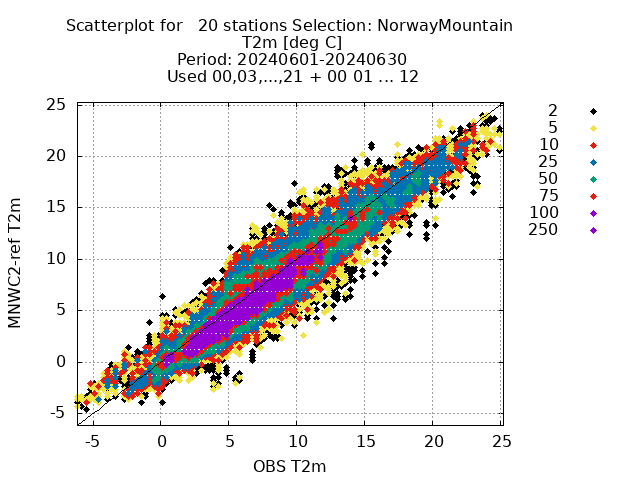 Scatterplot for   20 stations Selection: NorwayMountain
T2m [deg C]
Period: 20240601-20240630
Used 00,03,...,21 + 00 01 ... 12
25
20
15
10
5
0
-5
MNWC2-ref T2m
-5 0 5 10 15 20 25
OBS T2m
2
5
10
25
50
75
100
250